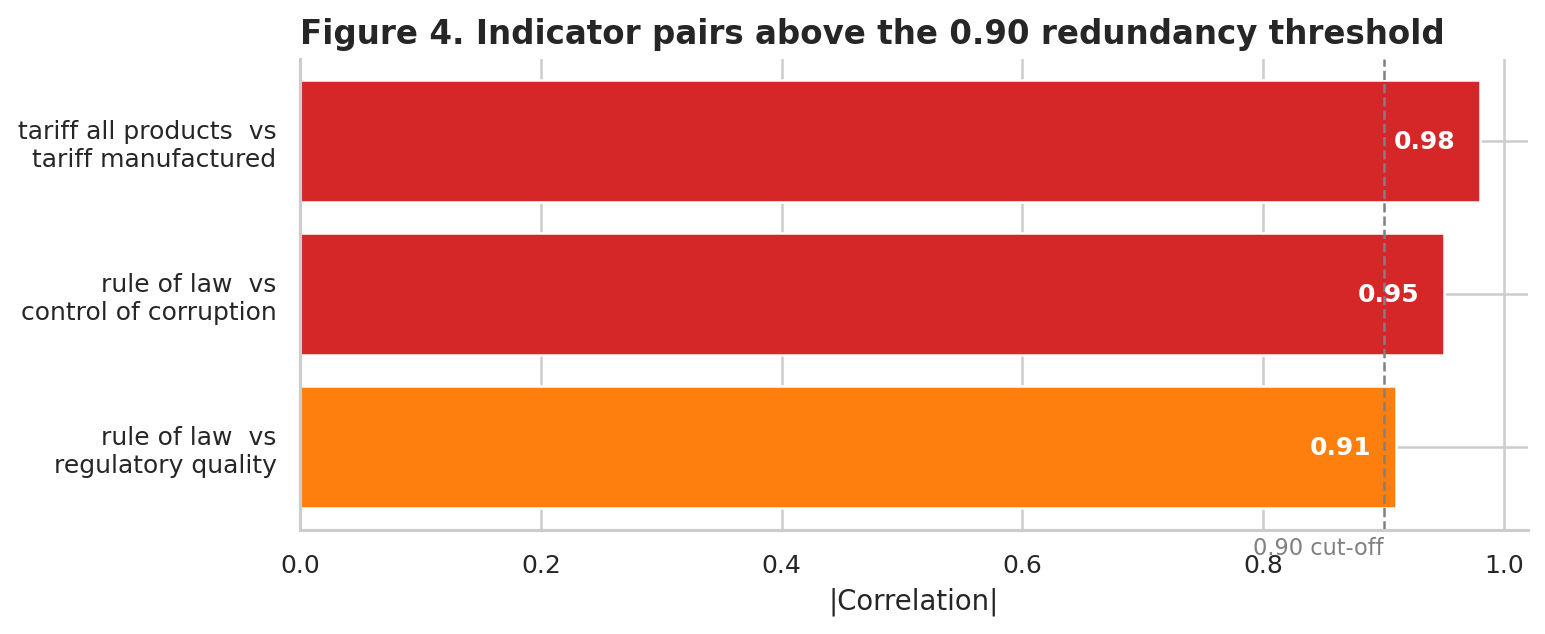 Figure 4. Indicator pairs above the 0.90 redundancy threshold
tariff all products  vs
tariff manufactured
0.98
rule of law  vs
control of corruption
0.95
rule of law  vs
regulatory quality
0.91
0.90 cut-off
0.0 0.2 0.4 0.6 0.8 1.0
|Correlation|